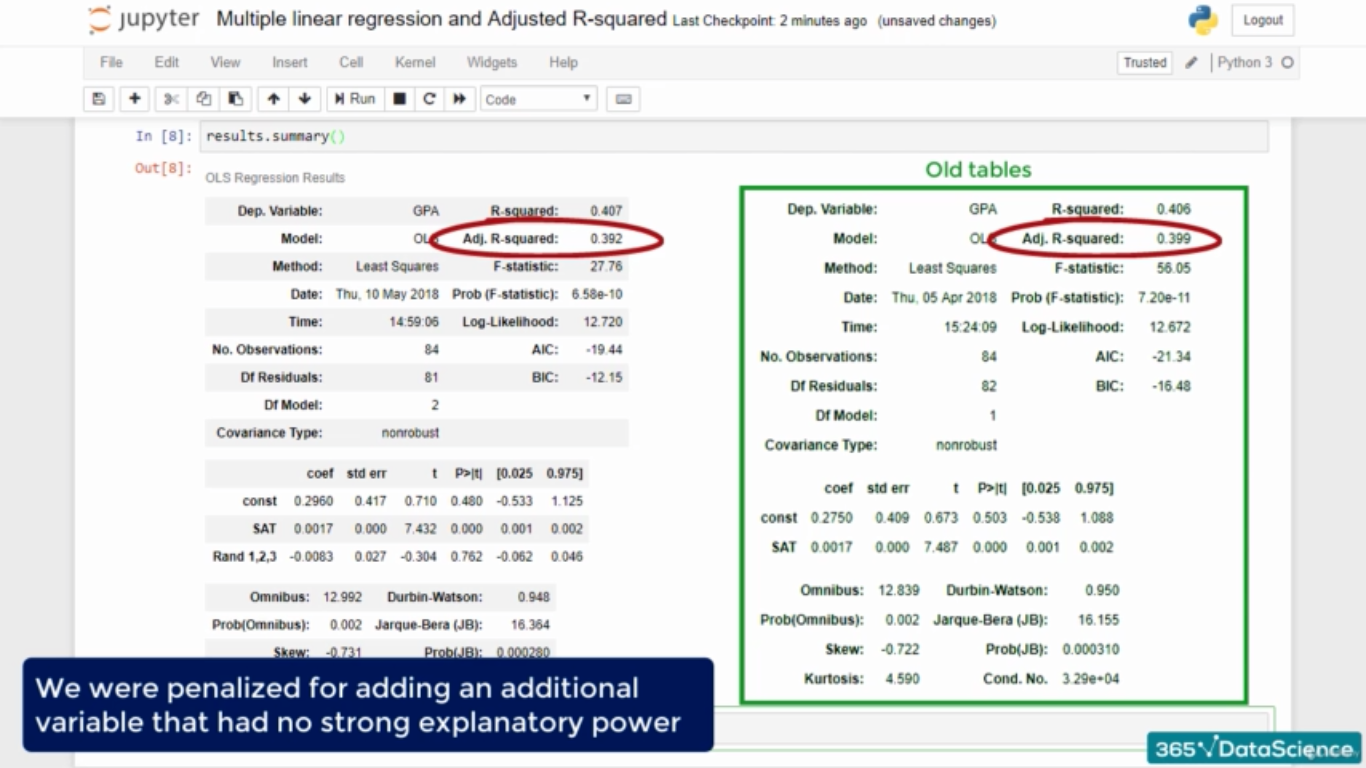 jupyter Multiple linear regression and Adjusted R-squared Last Checkpoint: 2 minutes ago (unsaved changes) Logout
File Edit View Insert Cell Kernel Widgets Help Trusted Python 3
Run Code
In [8]: results.summary()
Out[8]:
OLS Regression Results
Dep. Variable: GPA R-squared: 0.407
Model: OLS Adj. R-squared: 0.392
Method: Least Squares F-statistic: 27.76
Date: Thu, 10 May 2018 Prob (F-statistic): 6.58e-10
Time: 14:59:06 Log-Likelihood: 12.720
No. Observations: 84 AIC: -19.44
Df Residuals: 81 BIC: -12.15
Df Model: 2
Covariance Type: nonrobust
coef std err t P>|t| [0.025 0.975]
const 0.2960 0.417 0.710 0.480 -0.533 1.125
SAT 0.0017 0.000 7.432 0.000 0.001 0.002
Rand 1,2,3 -0.0083 0.027 -0.304 0.762 -0.062 0.046
Omnibus: 12.992 Durbin-Watson: 0.948
Prob(Omnibus): 0.002 Jarque-Bera (JB): 16.364
Skew: -0.731 Prob(JB): 0.000280
Old tables
Dep. Variable: GPA R-squared: 0.406
Model: OLS Adj. R-squared: 0.399
Method: Least Squares F-statistic: 56.05
Date: Thu, 05 Apr 2018 Prob (F-statistic): 7.20e-11
Time: 15:24:09 Log-Likelihood: 12.672
No. Observations: 84 AIC: -21.34
Df Residuals: 82 BIC: -16.48
Df Model: 1
Covariance Type: nonrobust
coef std err t P>|t| [0.025 0.975]
const 0.2750 0.409 0.673 0.503 -0.538 1.088
SAT 0.0017 0.000 7.487 0.000 0.001 0.002
Omnibus: 12.839 Durbin-Watson: 0.950
Prob(Omnibus): 0.002 Jarque-Bera (JB): 16.155
Skew: -0.722 Prob(JB): 0.000310
Kurtosis: 4.590 Cond. No. 3.29e+04
We were penalized for adding an additional
variable that had no strong explanatory power
365 DataScience